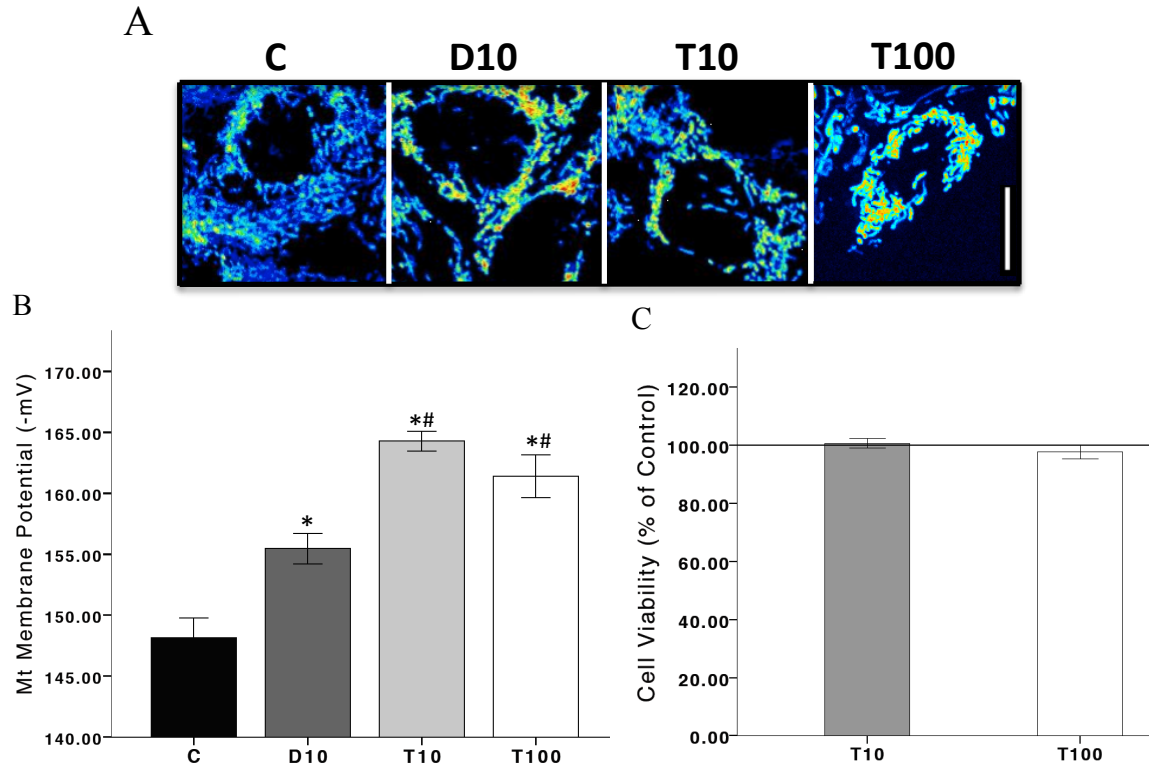 A
C D10 T10 T100
B
Mt Membrane Potential (-mV)
170.00
165.00
160.00
155.00
150.00
145.00
140.00
*
*#
*#
C D10 T10 T100
C
Cell Viability (% of Control)
120.00
100.00
80.00
60.00
40.00
20.00
0.00
T10 T100